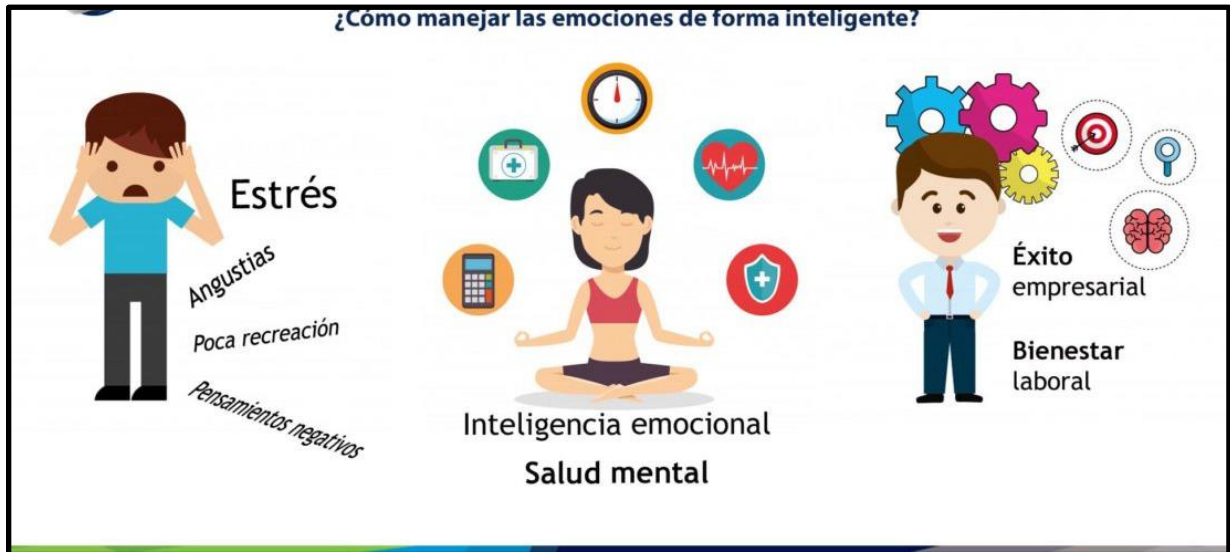 ¿Cómo manejar las emociones de forma inteligente?
Estrés
Angustias
Poca recreación
Pensamientos negativos
Inteligencia emocional
Salud mental
Éxito
empresarial
Bienestar
laboral